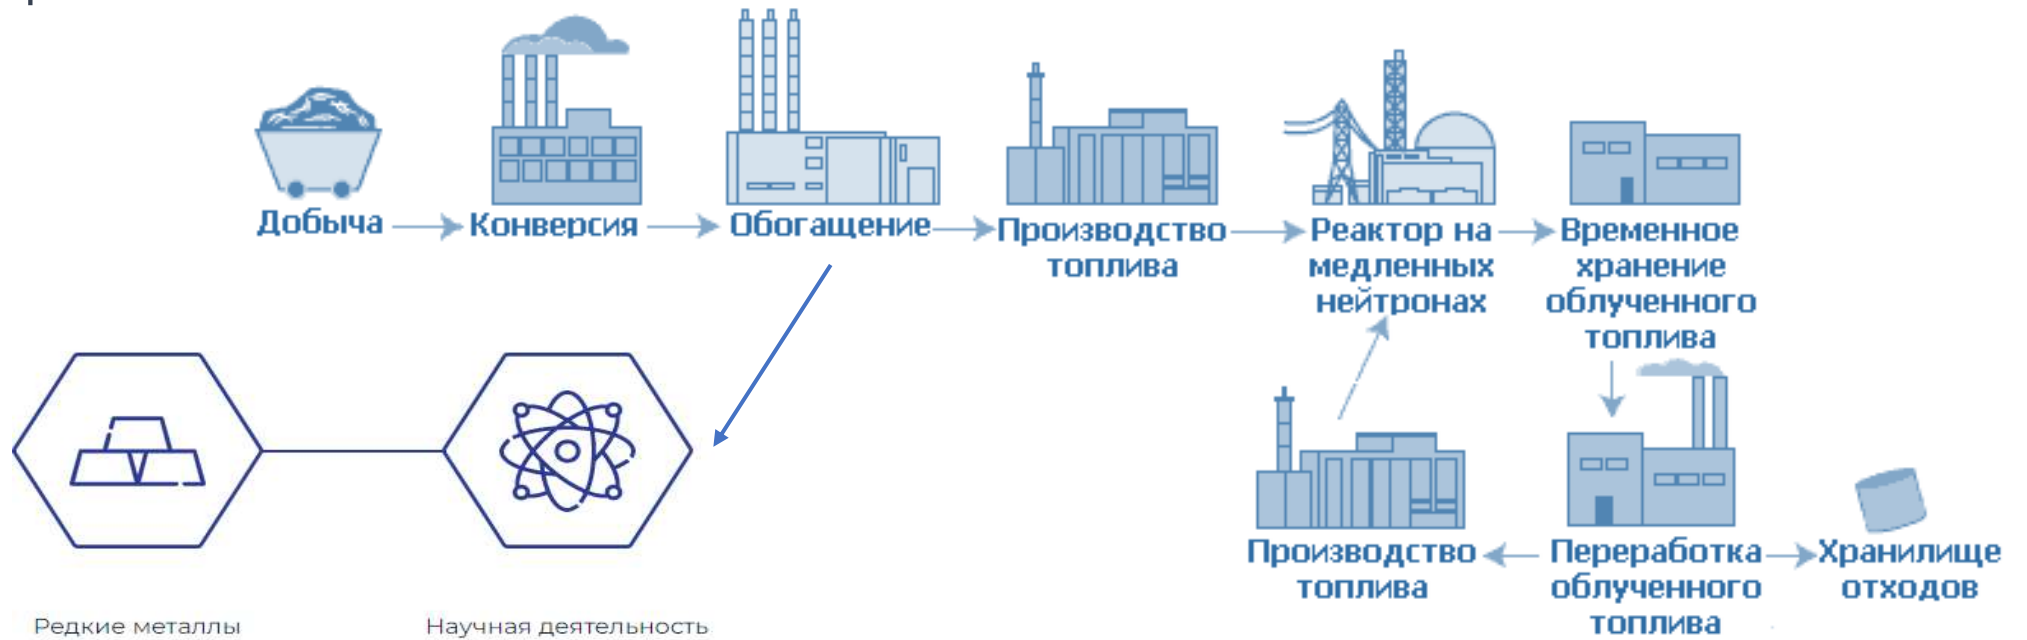 Добыча
Конверсия
Обогащение
Производство
топлива
Реактор на
медленных
нейтронах
Временное
хранение
облученного
топлива
Производство
топлива
Переработка
облученного
топлива
Хранилище
отходов
Редкие металлы
Научная деятельность